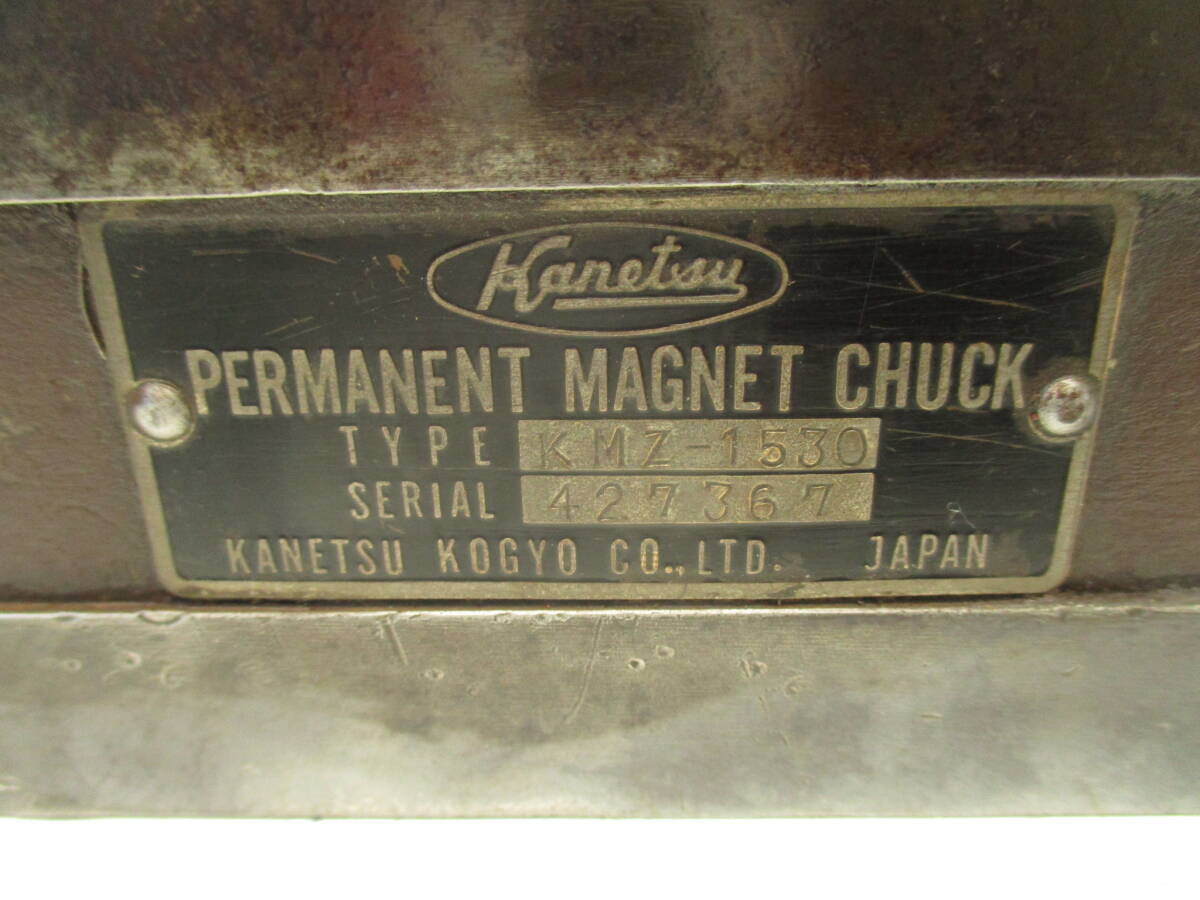 Kanetsu
PERMANENT MAGNET CHUCK
TYPE KMZ-1530
SERIAL 427367
KANETSU KOGYO CO.,LTD. JAPAN